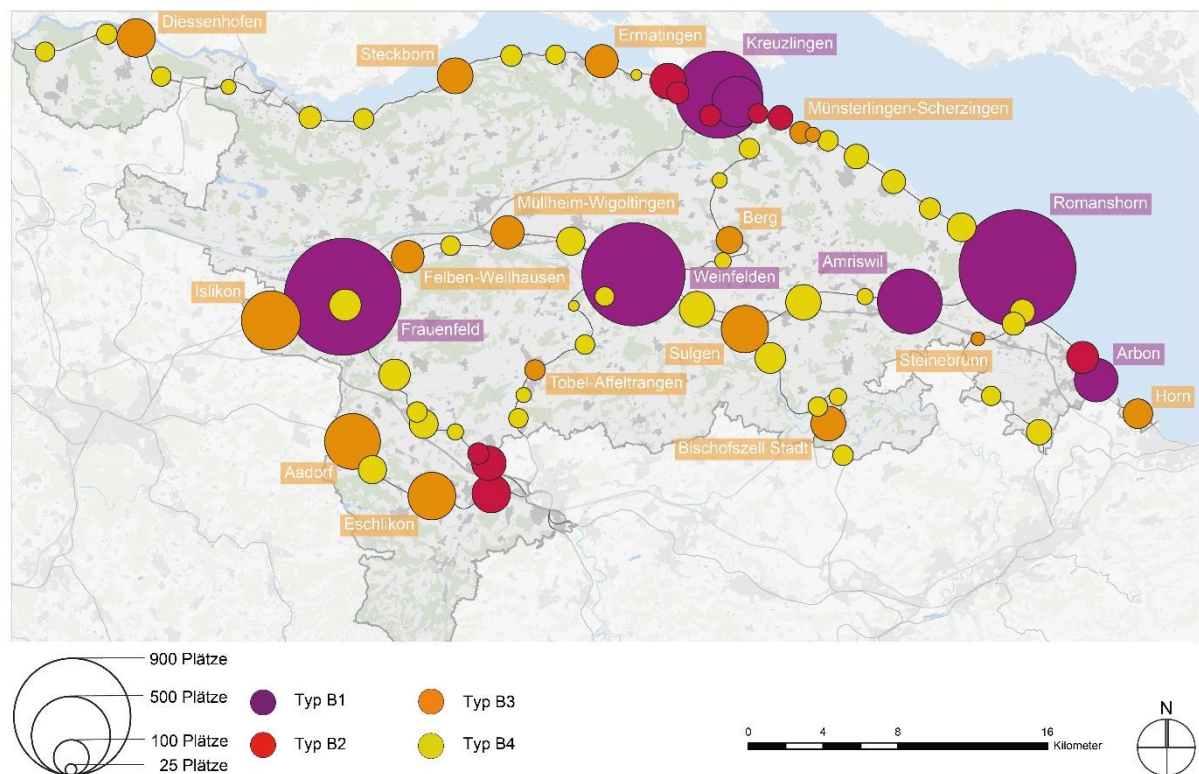 Diessenhofen
Ermatingen
Kreuzlingen
Steckborn
Münsterlingen-Scherzingen
Müllheim-Wigoltingen
Romanshorn
Berg
Amriswil
Felben-Wellhausen
Weinfelden
Islikon
Frauenfeld
Sulgen
Steinebrunn
Arbon
Tobel-Affeltrangen
Horn
Bischofszell Stadt
Aadorf
Eschlikon
900 Plätze
500 Plätze
100 Plätze
25 Plätze
Typ B1
Typ B3
Typ B2
Typ B4
0 4 8 16
Kilometer
N